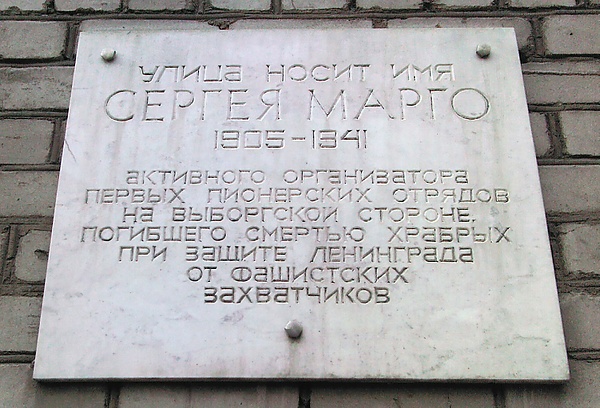 УЛИЦА НОСИТ ИМЯ
СЕРГЕЯ МАРГО
1905-1941
АКТИВНОГО ОРГАНИЗАТОРА
ПЕРВЫХ ПИОНЕРСКИХ ОТРЯДОВ
НА ВЫБОРГСКОЙ СТОРОНЕ,
ПОГИБШЕГО СМЕРТЬЮ ХРАБРЫХ
ПРИ ЗАЩИТЕ ЛЕНИНГРАДА
ОТ ФАШИСТСКИХ
ЗАХВАТЧИКОВ